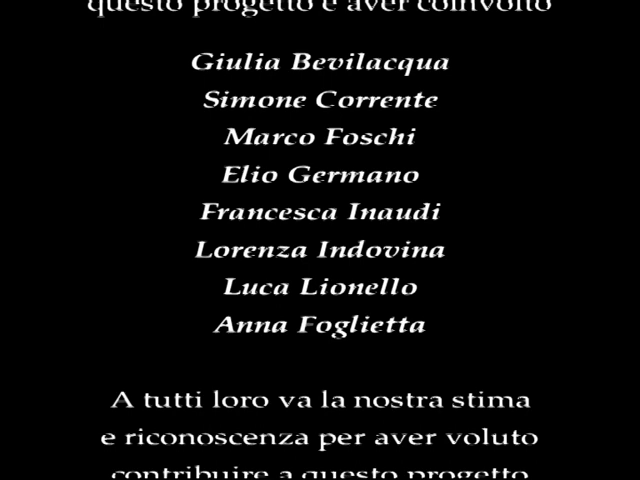 questo progetto e aver coinvolto
Giulia Bevilacqua
Simone Corrente
Marco Foschi
Elio Germano
Francesca Inaudi
Lorenza Indovina
Luca Lionello
Anna Foglietta
A tutti loro va la nostra stima
e riconoscenza per aver voluto
contribuire a questo progetto